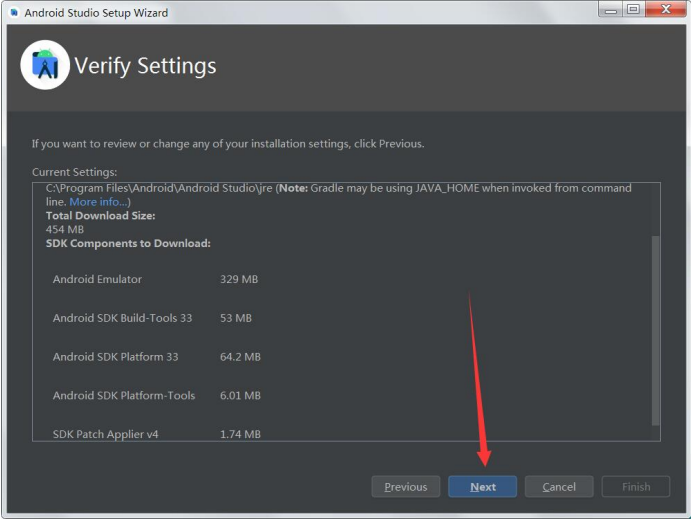 Android Studio Setup Wizard
Verify Settings
If you want to review or change any of your installation settings, click Previous.
Current Settings:
C:\Program Files\Android\Android Studio\jre (Note: Gradle may be using JAVA_HOME when invoked from command
line. More info...)
Total Download Size:
454 MB
SDK Components to Download:
Android Emulator 329 MB
Android SDK Build-Tools 33 53 MB
Android SDK Platform 33 64.2 MB
Android SDK Platform-Tools 6.01 MB
SDK Patch Applier v4 1.74 MB
Previous Next Cancel Finish